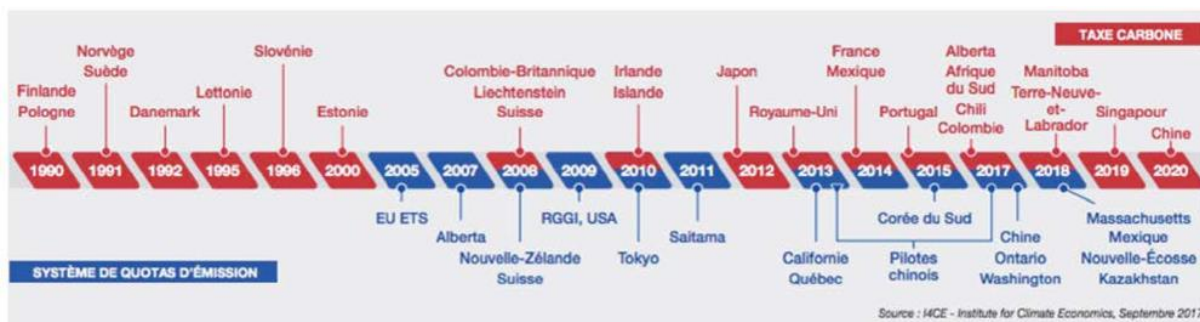 TAXE CARBONE
Norvège
Suède
Slovénie
Finlande
Pologne
Danemark
Lettonie
Estonie
Colombie-Britannique
Liechtenstein
Suisse
Irlande
Islande
Japon
Royaume-Uni
France
Mexique
Portugal
Alberta
Afrique
du Sud
Chili
Colombie
Manitoba
Terre-Neuve-
et-
Labrador
Singapour
Chine
1990 1991 1992 1995 1996 2000 2005 2007 2008 2009 2010 2011 2012 2013 2014 2015 2017 2018 2019 2020
EU ETS
Alberta
Nouvelle-Zélande
Suisse
RGGI, USA
Tokyo
Saitama
Californie
Québec
Pilotes
chinois
Corée du Sud
Chine
Ontario
Washington
Massachusetts
Mexique
Nouvelle-Écosse
Kazakhstan
SYSTÈME DE QUOTAS D'ÉMISSION
Source : I4CE - Institute for Climate Economics, Septembre 2017